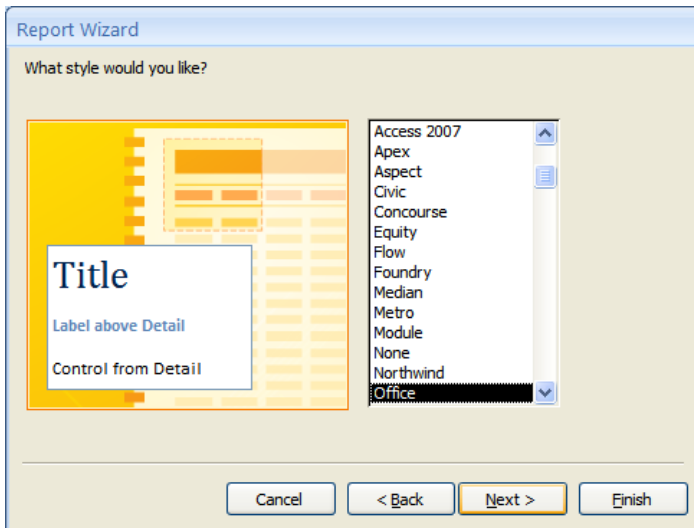 Report Wizard
What style would you like?
Title
Label above Detail
Control from Detail
Access 2007
Apex
Aspect
Civic
Concourse
Equity
Flow
Foundry
Median
Metro
Module
None
Northwind
Office
Cancel
< Back
Next >
Finish